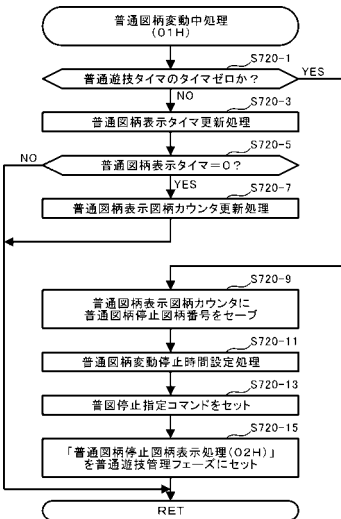 普通図柄変動中処理
(01H)
S720-1
普通遊技タイマのタイマゼロか?
YES
NO
S720-3
普通図柄表示タイマ更新処理
S720-5
NO
普通図柄表示タイマ=0?
YES
S720-7
普通図柄表示図柄カウンタ更新処理
S720-9
普通図柄表示図柄カウンタに
普通図柄停止図柄番号をセーブ
S720-11
普通図柄変動停止時間設定処理
S720-13
普図停止指定コマンドをセット
S720-15
「普通図柄停止図柄表示処理(02H)」
を普通遊技管理フェーズにセット
RET